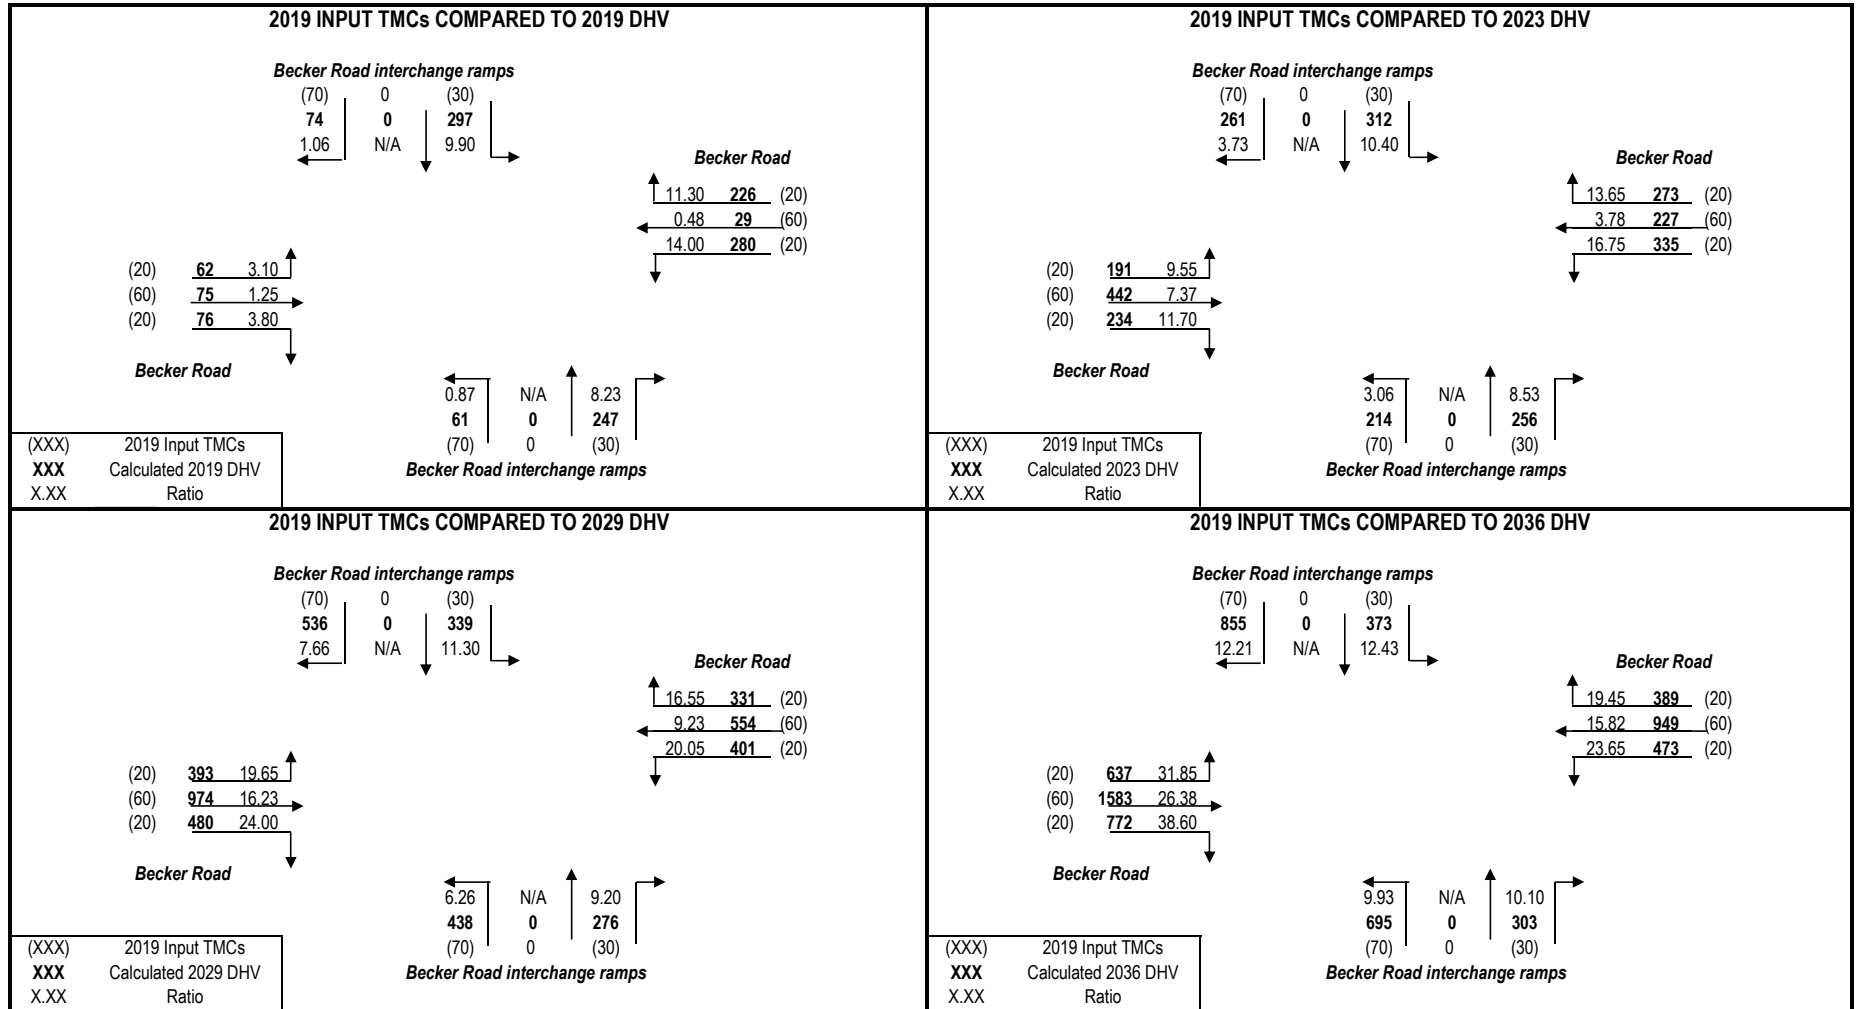 2019 INPUT TMCs COMPARED TO 2019 DHV
Becker Road interchange ramps
(70) 0 (30)
74 0 297
1.06 N/A 9.90
Becker Road
11.30 226 (20)
0.48 29 (60)
14.00 280 (20)
(20) 62 3.10
(60) 75 1.25
(20) 76 3.80
Becker Road
0.87 N/A 8.23
61 0 247
(70) 0 (30)
Becker Road interchange ramps
(XXX) 2019 Input TMCs
XXX Calculated 2019 DHV
X.XX Ratio
2019 INPUT TMCs COMPARED TO 2023 DHV
Becker Road interchange ramps
(70) 0 (30)
261 0 312
3.73 N/A 10.40
Becker Road
13.65 273 (20)
3.78 227 (60)
16.75 335 (20)
(20) 191 9.55
(60) 442 7.37
(20) 234 11.70
Becker Road
3.06 N/A 8.53
214 0 256
(70) 0 (30)
Becker Road interchange ramps
(XXX) 2019 Input TMCs
XXX Calculated 2023 DHV
X.XX Ratio
2019 INPUT TMCs COMPARED TO 2029 DHV
Becker Road interchange ramps
(70) 0 (30)
536 0 339
7.66 N/A 11.30
Becker Road
16.55 331 (20)
9.23 554 (60)
20.05 401 (20)
(20) 393 19.65
(60) 974 16.23
(20) 480 24.00
Becker Road
6.26 N/A 9.20
438 0 276
(70) 0 (30)
Becker Road interchange ramps
(XXX) 2019 Input TMCs
XXX Calculated 2029 DHV
X.XX Ratio
2019 INPUT TMCs COMPARED TO 2036 DHV
Becker Road interchange ramps
(70) 0 (30)
855 0 373
12.21 N/A 12.43
Becker Road
19.45 389 (20)
15.82 949 (60)
23.65 473 (20)
(20) 637 31.85
(60) 1583 26.38
(20) 772 38.60
Becker Road
9.93 N/A 10.10
695 0 303
(70) 0 (30)
Becker Road interchange ramps
(XXX) 2019 Input TMCs
XXX Calculated 2036 DHV
X.XX Ratio